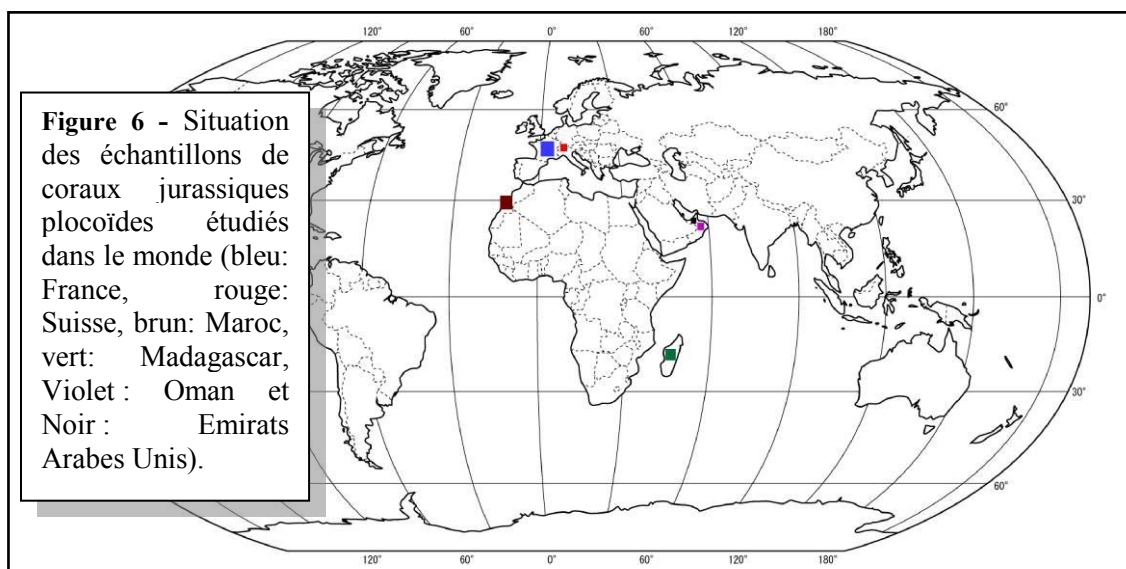 120° 60° 0° 60° 120° 180°
Figure 6 - Situation
des échantillons de
coraux jurassiques
plocoïdes étudiés
dans le monde (bleu:
France, rouge:
Suisse, brun: Maroc,
vert: Madagascar,
Violet : Oman et
Noir : Emirats
Arabes Unis).
60°
30°
0°
30°
60°
120° 60° 0° 60° 120° 180°